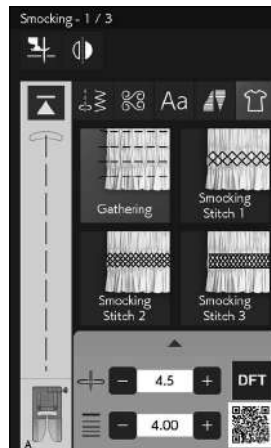 Smocking - 1 / 3
Aa
Gathering
Smocking
Stitch 1
Smocking
Stitch 2
Smocking
Stitch 3
4.5
DFT
4.00
A